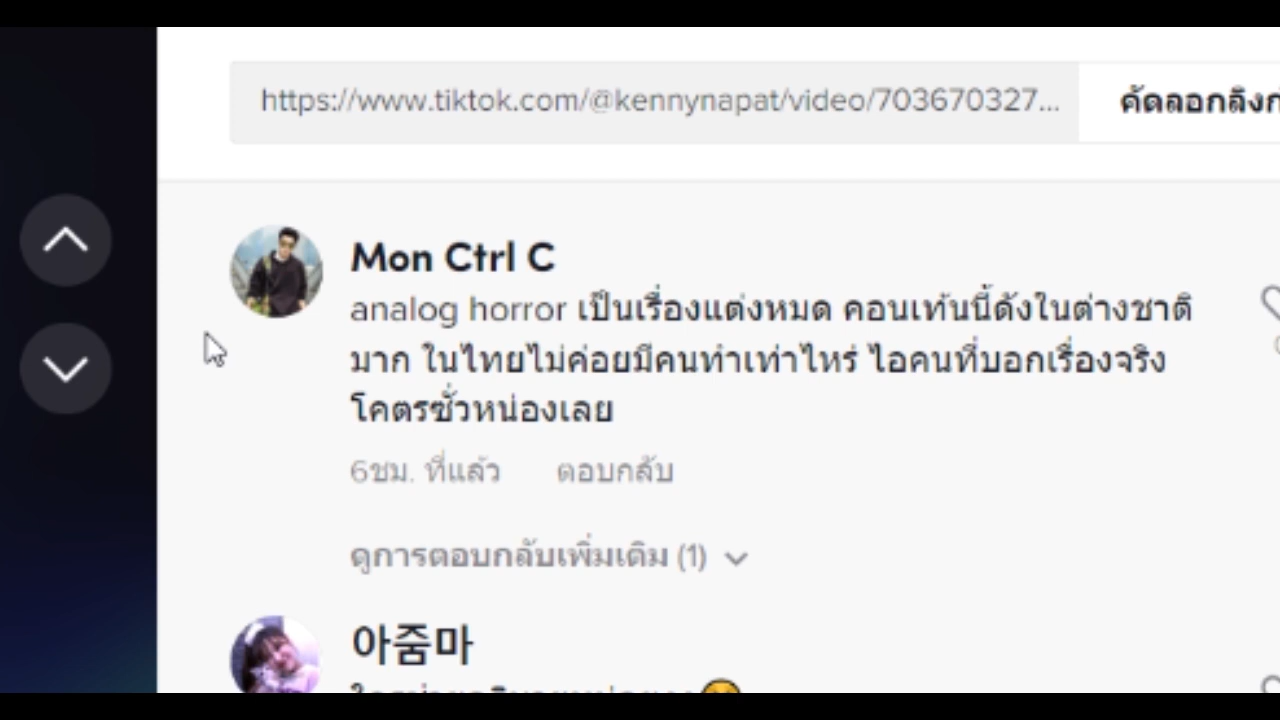 https://www.tiktok.com/@kennynapat/video/703670327...
คัดลอกลิงก์
Mon Ctrl C
analog horror เป็นเรื่องแต่งหมด คอนเท้นนี้ดังในต่างชาติ
มาก ในไทยไม่ค่อยมีคนทำเท่าไหร่ ไอคนที่บอกเรื่องจริง
โคตรซั่วหน่องเลย
6ชม. ที่แล้ว ตอบกลับ
ดูการตอบกลับเพิ่มเติม (1)
아줌마